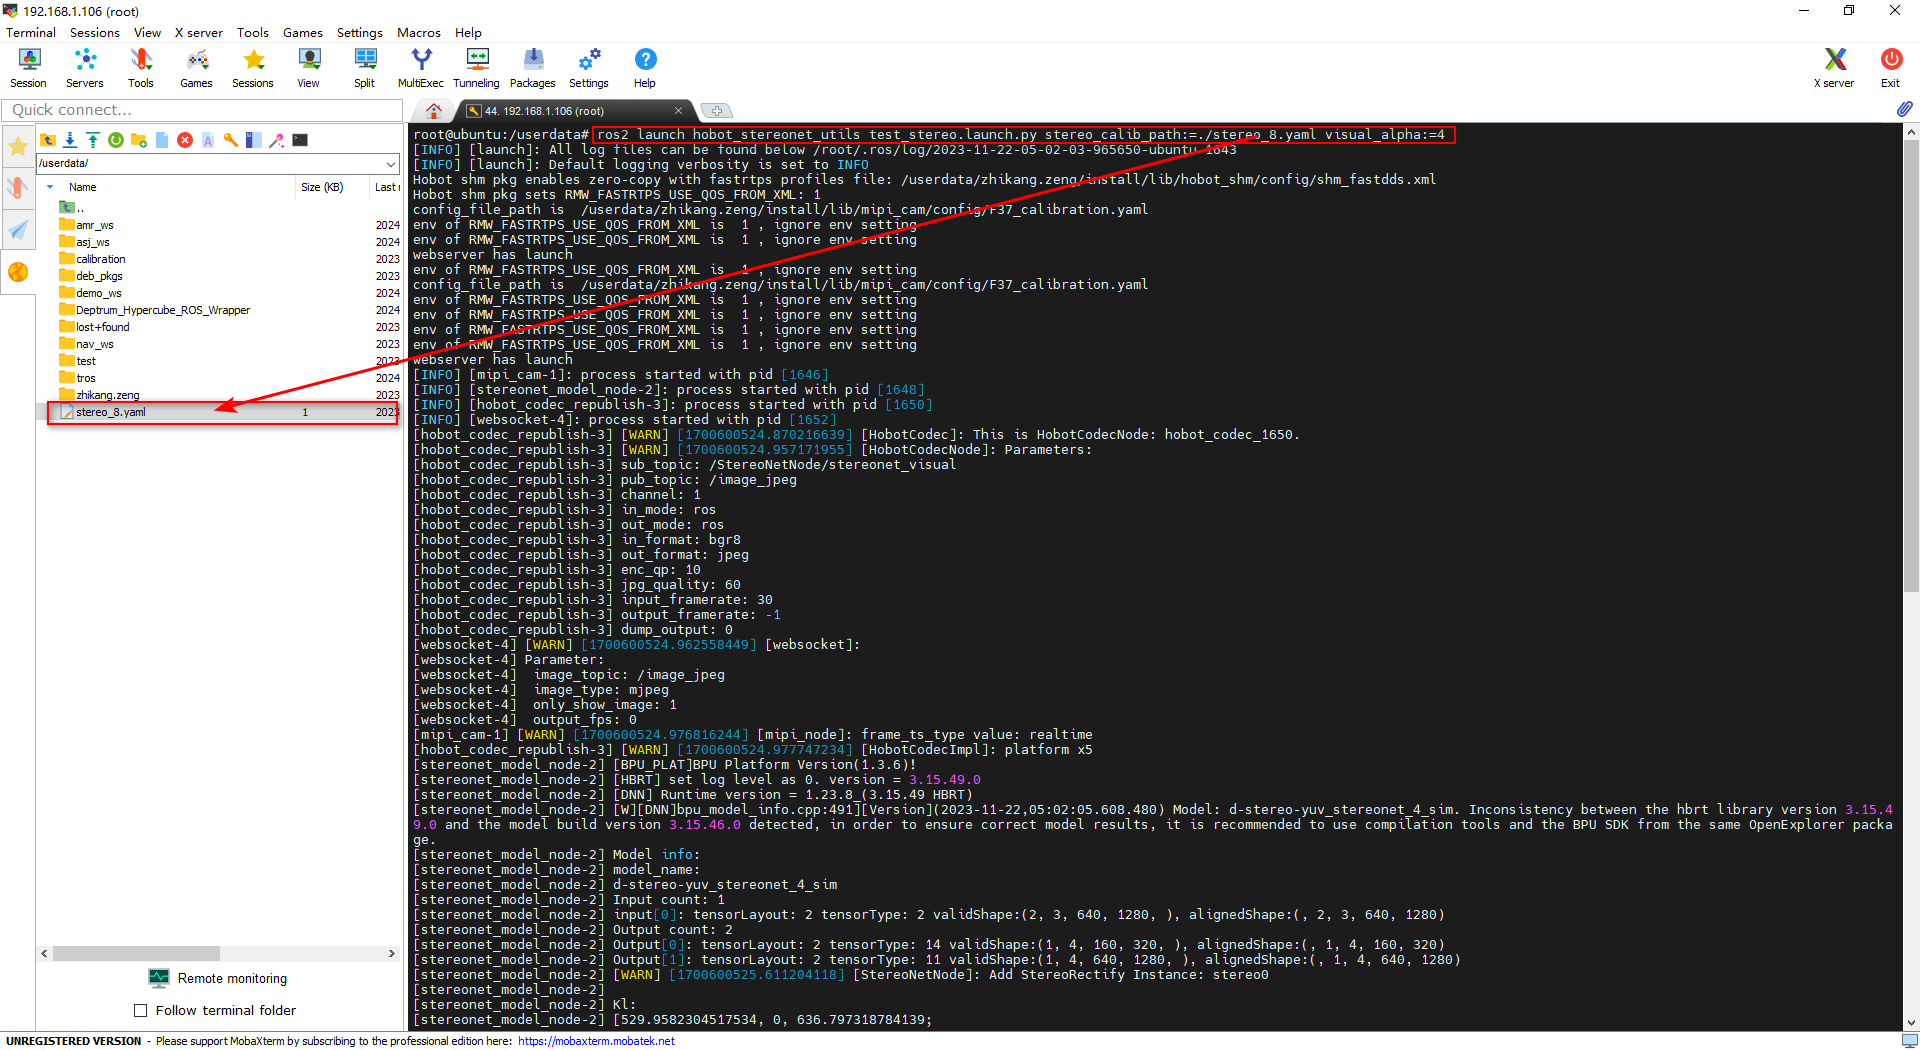 192.168.1.106 (root)
Terminal Sessions View X server Tools Games Settings Macros Help
Session Servers Tools Games Sessions View Split MultiExec Tunneling Packages Settings Help X server Exit
Quick connect...
44. 192.168.1.106 (root)
/userdata/
Name Size (KB) Last
..
amr_ws 2024
asj_ws 2024
calibration 2023
deb_pkgs 2023
demo_ws 2024
Deptrum_Hypercube_ROS_Wrapper 2024
lost+found 2023
nav_ws 2023
test 2023
tros 2024
zhikang.zeng 2023
stereo_8.yaml 1 2023
Remote monitoring
Follow terminal folder
root@ubuntu:/userdata# ros2 launch hobot_stereonet_utils test_stereo.launch.py stereo_calib_path:=./stereo_8.yaml visual_alpha:=4
[INFO] [launch]: All log files can be found below /root/.ros/log/2023-11-22-05-02-03-965650-ubuntu-1643
[INFO] [launch]: Default logging verbosity is set to INFO
Hobot shm pkg enables zero-copy with fastrtps profiles file: /userdata/zhikang.zeng/install/lib/hobot_shm/config/shm_fastdds.xml
Hobot shm pkg sets RMW_FASTRTPS_USE_QOS_FROM_XML: 1
config_file_path is  /userdata/zhikang.zeng/install/lib/mipi_cam/config/F37_calibration.yaml
env of RMW_FASTRTPS_USE_QOS_FROM_XML is  1 , ignore env setting
env of RMW_FASTRTPS_USE_QOS_FROM_XML is  1 , ignore env setting
webserver has launch
env of RMW_FASTRTPS_USE_QOS_FROM_XML is  1 , ignore env setting
config_file_path is  /userdata/zhikang.zeng/install/lib/mipi_cam/config/F37_calibration.yaml
env of RMW_FASTRTPS_USE_QOS_FROM_XML is  1 , ignore env setting
env of RMW_FASTRTPS_USE_QOS_FROM_XML is  1 , ignore env setting
env of RMW_FASTRTPS_USE_QOS_FROM_XML is  1 , ignore env setting
env of RMW_FASTRTPS_USE_QOS_FROM_XML is  1 , ignore env setting
webserver has launch
[INFO] [mipi_cam-1]: process started with pid [1646]
[INFO] [stereonet_model_node-2]: process started with pid [1648]
[INFO] [hobot_codec_republish-3]: process started with pid [1650]
[INFO] [websocket-4]: process started with pid [1652]
[hobot_codec_republish-3] [WARN] [1700600524.870216639] [HobotCodec]: This is HobotCodecNode: hobot_codec_1650.
[hobot_codec_republish-3] [WARN] [1700600524.957171955] [HobotCodecNode]: Parameters:
[hobot_codec_republish-3] sub_topic: /StereoNetNode/stereonet_visual
[hobot_codec_republish-3] pub_topic: /image_jpeg
[hobot_codec_republish-3] channel: 1
[hobot_codec_republish-3] in_mode: ros
[hobot_codec_republish-3] out_mode: ros
[hobot_codec_republish-3] in_format: bgr8
[hobot_codec_republish-3] out_format: jpeg
[hobot_codec_republish-3] enc_qp: 10
[hobot_codec_republish-3] jpg_quality: 60
[hobot_codec_republish-3] input_framerate: 30
[hobot_codec_republish-3] output_framerate: -1
[hobot_codec_republish-3] dump_output: 0
[websocket-4] [WARN] [1700600524.962558449] [websocket]:
[websocket-4] Parameter:
[websocket-4]  image_topic: /image_jpeg
[websocket-4]  image_type: mjpeg
[websocket-4]  only_show_image: 1
[websocket-4]  output_fps: 0
[mipi_cam-1] [WARN] [1700600524.976816244] [mipi_node]: frame_ts_type value: realtime
[hobot_codec_republish-3] [WARN] [1700600524.977747234] [HobotCodecImpl]: platform x5
[stereonet_model_node-2] [BPU_PLAT]BPU Platform Version(1.3.6)!
[stereonet_model_node-2] [HBRT] set log level as 0. version = 3.15.49.0
[stereonet_model_node-2] [DNN] Runtime version = 1.23.8_(3.15.49 HBRT)
[stereonet_model_node-2] [W][DNN]bpu_model_info.cpp:491][Version](2023-11-22,05:02:05.608.480) Model: d-stereo-yuv_stereonet_4_sim. Inconsistency between the hbrt library version 3.15.4
9.0 and the model build version 3.15.46.0 detected, in order to ensure correct model results, it is recommended to use compilation tools and the BPU SDK from the same OpenExplorer packa
ge.
[stereonet_model_node-2] Model info:
[stereonet_model_node-2] model_name:
[stereonet_model_node-2] d-stereo-yuv_stereonet_4_sim
[stereonet_model_node-2] Input count: 1
[stereonet_model_node-2] input[0]: tensorLayout: 2 tensorType: 2 validShape:(2, 3, 640, 1280, ), alignedShape:(, 2, 3, 640, 1280)
[stereonet_model_node-2] Output count: 2
[stereonet_model_node-2] Output[0]: tensorLayout: 2 tensorType: 14 validShape:(1, 4, 160, 320, ), alignedShape:(, 1, 4, 160, 320)
[stereonet_model_node-2] Output[1]: tensorLayout: 2 tensorType: 11 validShape:(1, 4, 640, 1280, ), alignedShape:(, 1, 4, 640, 1280)
[stereonet_model_node-2] [WARN] [1700600525.611204118] [StereoNetNode]: Add StereoRectify Instance: stereo0
[stereonet_model_node-2]
[stereonet_model_node-2] Kl:
[stereonet_model_node-2] [529.9582304517534, 0, 636.797318784139;
UNREGISTERED VERSION - Please support MobaXterm by subscribing to the professional edition here: https://mobaxterm.mobatek.net